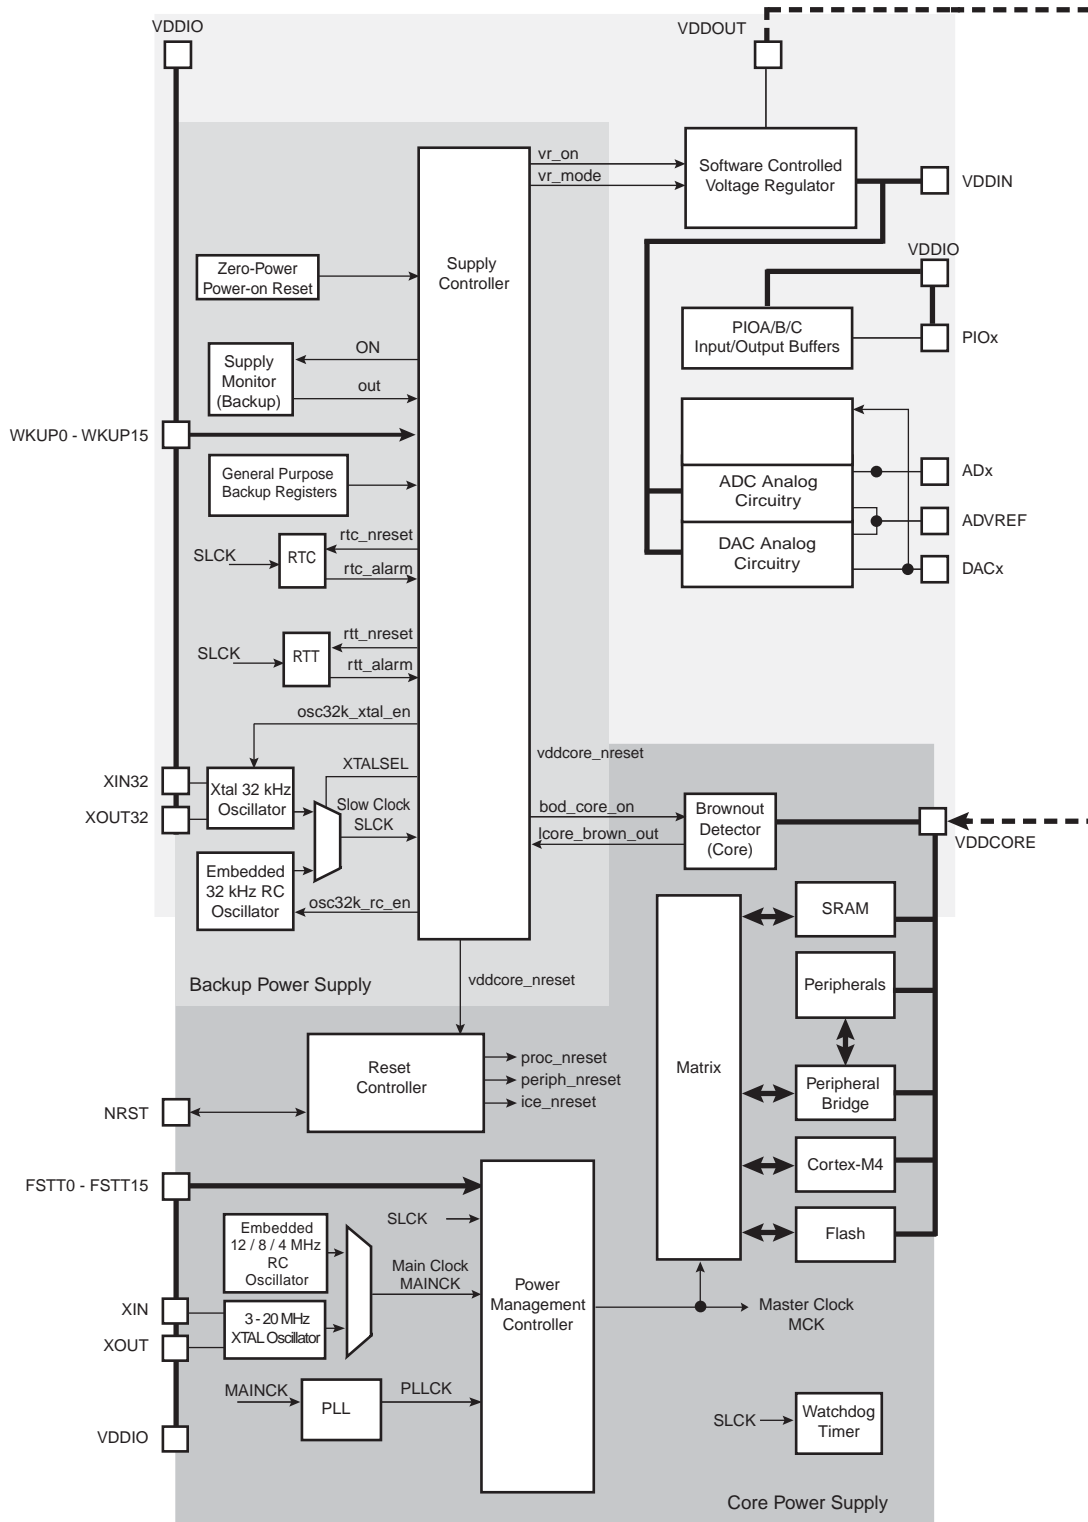 VDDIO
VDDOUT
vr_on
vr_mode
Software Controlled
Voltage Regulator
VDDIN
VDDIO
Zero-Power
Power-on Reset
Supply
Controller
PIOA/B/C
Input/Output Buffers
PIOx
Supply
Monitor
(Backup)
ON
out
WKUP0 - WKUP15
General Purpose
Backup Registers
ADC Analog
Circuitry
ADx
ADVREF
DAC Analog
Circuitry
DACx
SLCK
RTC
rtc_nreset
rtc_alarm
SLCK
RTT
rtt_nreset
rtt_alarm
osc32k_xtal_en
vddcore_nreset
XTALSEL
XIN32
XOUT32
Xtal 32 kHz
Oscillator
Slow Clock
SLCK
bod_core_on
lcore_brown_out
Brownout
Detector
(Core)
VDDCORE
Embedded
32 kHz RC
Oscillator
osc32k_rc_en
SRAM
Backup Power Supply
vddcore_nreset
Peripherals
Reset
Controller
proc_nreset
periph_nreset
ice_nreset
Matrix
Peripheral
Bridge
NRST
Cortex-M4
FSTT0 - FSTT15
SLCK
Flash
Embedded
12 / 8 / 4 MHz
RC
Oscillator
Main Clock
MAINCK
Power
Management
Controller
XIN
XOUT
3 - 20 MHz
XTAL Oscillator
Master Clock
MCK
MAINCK
PLL
PLLCK
VDDIO
SLCK
Watchdog
Timer
Core Power Supply